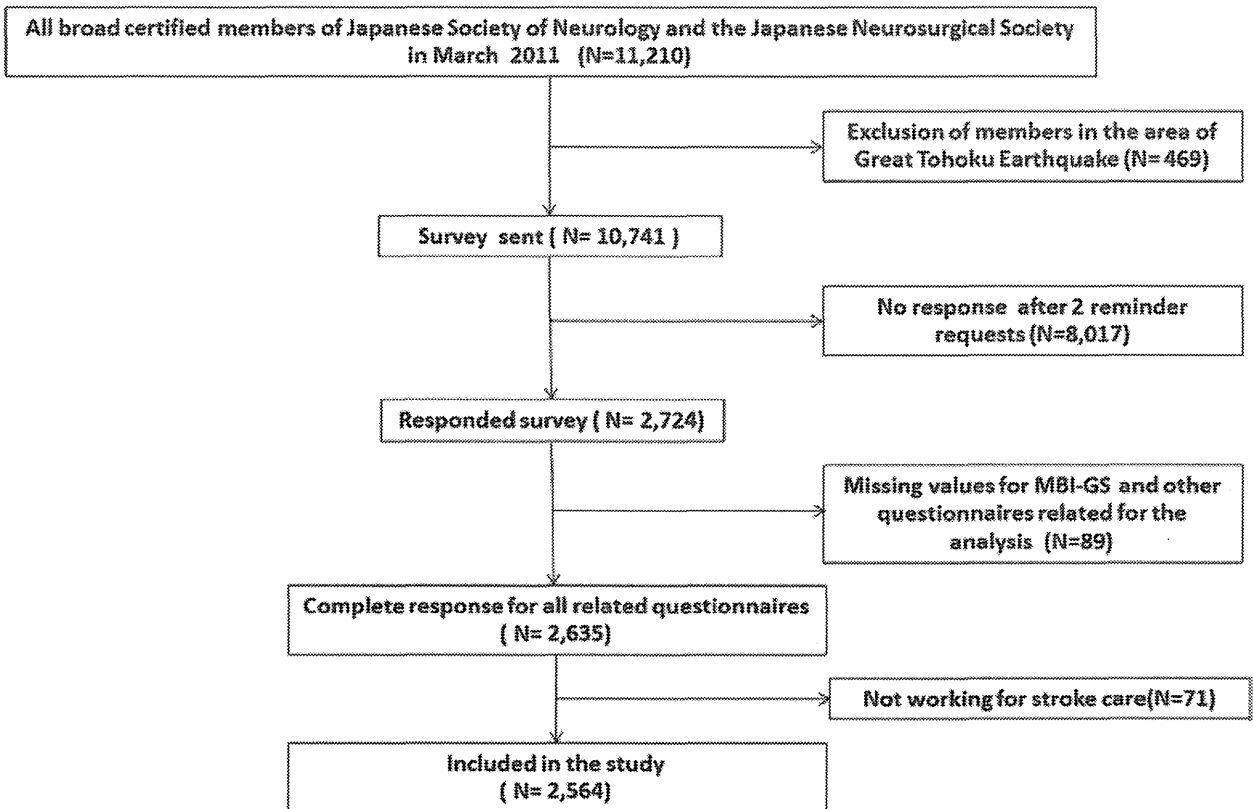 All broad certified members of Japanese Society of Neurology and the Japanese Neurosurgical Society
in March 2011 (N=11,210)
Exclusion of members in the area of
Great Tohoku Earthquake (N= 469)
Survey sent ( N= 10,741 )
No response after 2 reminder
requests (N=8,017)
Responded survey ( N= 2,724)
Missing values for MBI-GS and other
questionnaires related for the
analysis (N=89)
Complete response for all related questionnaires
( N= 2,635)
Not working for stroke care(N=71)
Included in the study
( N= 2,564)